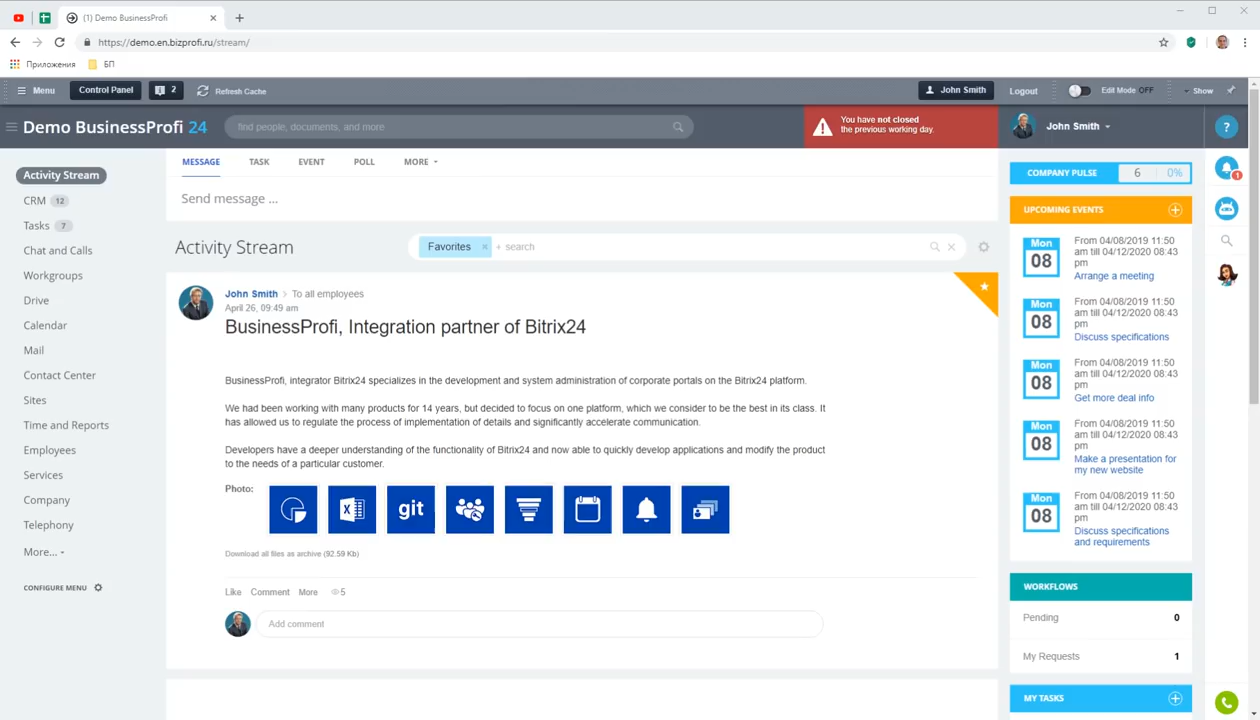 (1) Demo BusinessProfi
https://demo.en.bizprofi.ru/stream/
Приложения
БП
Menu
Control Panel
2
Refresh Cache
John Smith
Logout
Edit Mode OFF
Show
Demo BusinessProfi 24
find people, documents, and more
You have not closed
the previous working day.
John Smith
?
Activity Stream
CRM 12
Tasks 7
Chat and Calls
Workgroups
Drive
Calendar
Mail
Contact Center
Sites
Time and Reports
Employees
Services
Company
Telephony
More...
CONFIGURE MENU
MESSAGE
TASK
EVENT
POLL
MORE
Send message ...
Activity Stream
Favorites
+ search
John Smith > To all employees
April 26, 09:49 am
BusinessProfi, Integration partner of Bitrix24
BusinessProfi, integrator Bitrix24 specializes in the development and system administration of corporate portals on the Bitrix24 platform.
We had been working with many products for 14 years, but decided to focus on one platform, which we consider to be the best in its class. It
has allowed us to regulate the process of implementation of details and significantly accelerate communication.
Developers have a deeper understanding of the functionality of Bitrix24 and now able to quickly develop applications and modify the product
to the needs of a particular customer.
Photo:
X
git
Download all files as archive (92.59 Kb)
Like
Comment
More
5
Add comment
COMPANY PULSE
6
0%
UPCOMING EVENTS
Mon
08
From 04/08/2019 11:50
am till 04/12/2020 08:43
pm
Arrange a meeting
Mon
08
From 04/08/2019 11:50
am till 04/12/2020 08:43
pm
Discuss specifications
Mon
08
From 04/08/2019 11:50
am till 04/12/2020 08:43
pm
Get more deal info
Mon
08
From 04/08/2019 11:50
am till 04/12/2020 08:43
pm
Make a presentation for
my new website
Mon
08
From 04/08/2019 11:50
am till 04/12/2020 08:43
pm
Discuss specifications
and requirements
WORKFLOWS
Pending
0
My Requests
1
MY TASKS
1